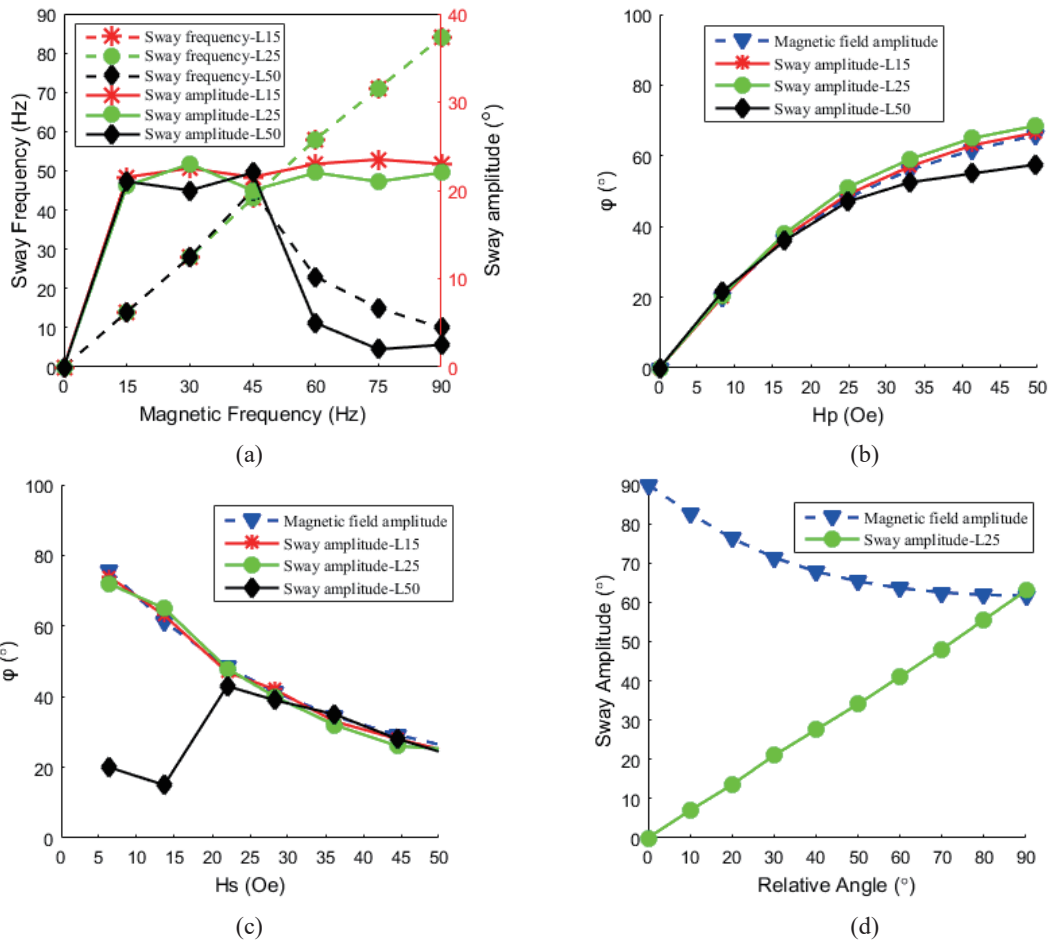 Sway frequency-L15
Sway frequency-L25
Sway frequency-L50
Sway amplitude-L15
Sway amplitude-L25
Sway amplitude-L50
90
80
70
60
50
40
30
20
10
0
Sway Frequency (Hz)
40
30
20
10
0
Sway amplitude (°)
0 15 30 45 60 75 90
Magnetic Frequency (Hz)
(a)
Magnetic field amplitude
Sway amplitude-L15
Sway amplitude-L25
Sway amplitude-L50
100
80
60
40
20
0
φ (°)
0 5 10 15 20 25 30 35 40 45 50
Hp (Oe)
(b)
Magnetic field amplitude
Sway amplitude-L15
Sway amplitude-L25
Sway amplitude-L50
100
80
60
40
20
0
φ (°)
0 5 10 15 20 25 30 35 40 45 50
Hs (Oe)
(c)
Magnetic field amplitude
Sway amplitude-L25
90
80
70
60
50
40
30
20
10
0
Sway Amplitude (°)
0 10 20 30 40 50 60 70 80 90
Relative Angle (°)
(d)